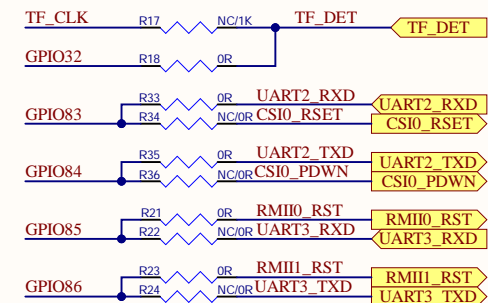 TF_CLK R17 NC/1K TF_DET TF_DET
GPIO32 R18 0R
R33 0R UART2_RXD UART2_RXD
GPIO83 R34 NC/0R CSI0_RSET CSI0_RSET
R35 0R UART2_TXD UART2_TXD
GPIO84 R36 NC/0R CSI0_PDWN CSI0_PDWN
R21 0R RMII0_RST RMII0_RST
GPIO85 R22 NC/0R UART3_RXD UART3_RXD
R23 0R RMII1_RST RMII1_RST
GPIO86 R24 NC/0R UART3_TXD UART3_TXD